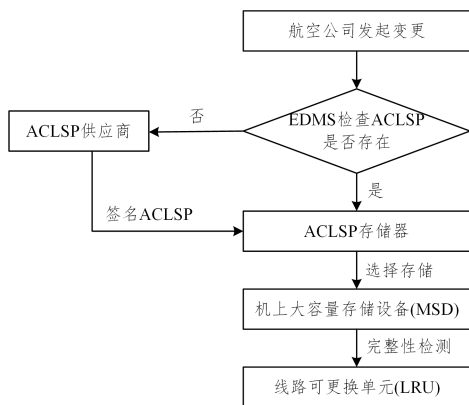 航空公司发起变更
EDMS检查ACLSP
是否存在
否
ACLSP供应商
是
签名ACLSP
ACLSP存储器
选择存储
机上大容量存储设备(MSD)
完整性检测
线路可更换单元(LRU)